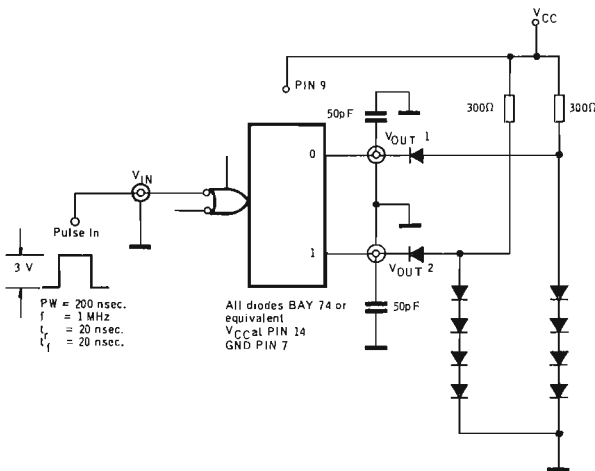 VCC
PIN 9
50pF
300Ω
300Ω
VOUT 1
0
VIN
Pulse In
1
VOUT 2
3 V
50pF
PW = 200 nsec.
f = 1 MHz
tr = 20 nsec.
tf = 20 nsec.
All diodes BAY 74 or
equivalent
VCC at PIN 14
GND PIN 7